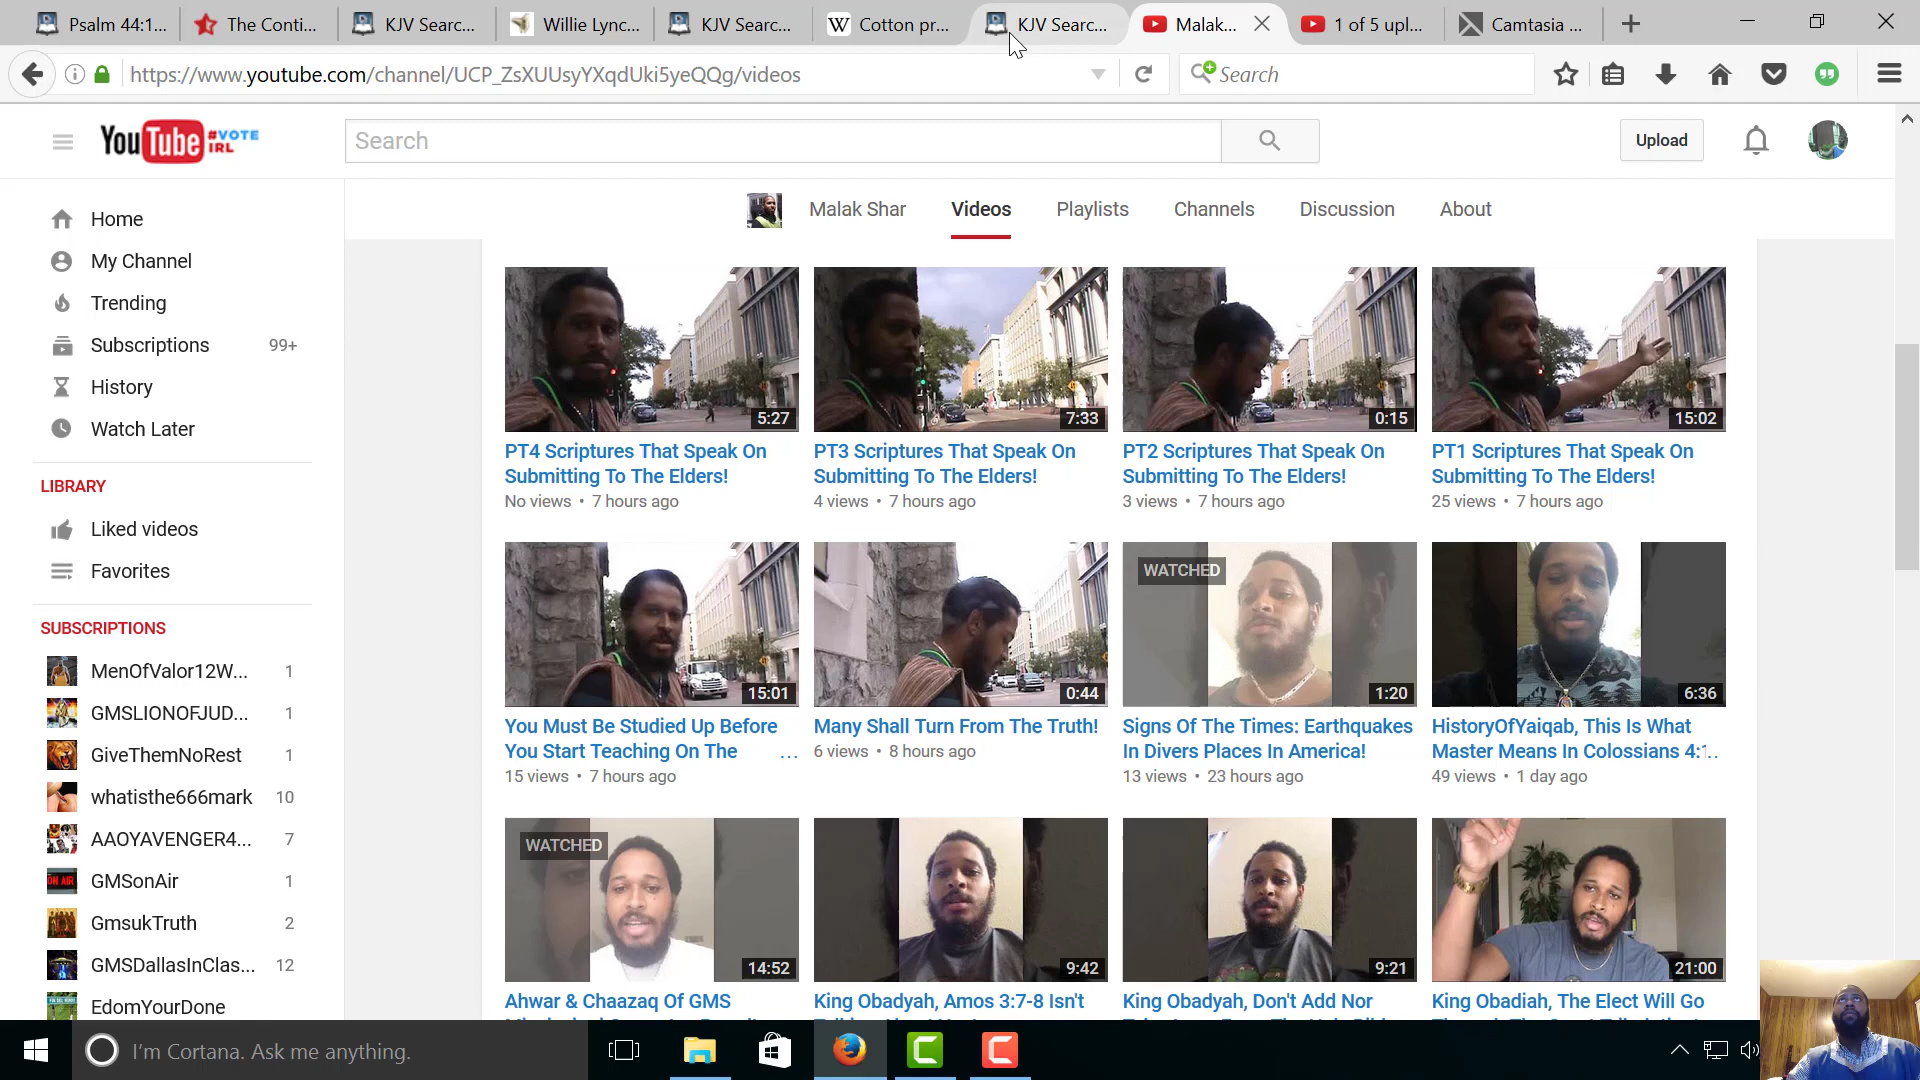 Psalm 44:1...
The Conti...
KJV Searc...
Willie Lync...
KJV Searc...
W Cotton pr...
KJV Searc...
Malak...
1 of 5 upl...
Camtasia ...
https://www.youtube.com/channel/UCP_ZsXUUsyYXqdUki5yeQQg/videos
Search
YouTube #VOTE IRL
Search
Upload
Home
My Channel
Trending
Subscriptions 99+
History
Watch Later
LIBRARY
Liked videos
Favorites
SUBSCRIPTIONS
MenOfValor12W... 1
GMSLIONOFJUD... 1
GiveThemNoRest 1
whatisthe666mark 10
AAOYAVENGER4... 7
ON AIR GMSonAir 1
GmsukTruth 2
GMSDallasInClas... 12
EdomYourDone
Malak Shar Videos Playlists Channels Discussion About
5:27
PT4 Scriptures That Speak On
Submitting To The Elders!
No views • 7 hours ago
7:33
PT3 Scriptures That Speak On
Submitting To The Elders!
4 views • 7 hours ago
0:15
PT2 Scriptures That Speak On
Submitting To The Elders!
3 views • 7 hours ago
15:02
PT1 Scriptures That Speak On
Submitting To The Elders!
25 views • 7 hours ago
15:01
You Must Be Studied Up Before
You Start Teaching On The ...
15 views • 7 hours ago
0:44
Many Shall Turn From The Truth!
6 views • 8 hours ago
WATCHED
1:20
Signs Of The Times: Earthquakes
In Divers Places In America!
13 views • 23 hours ago
6:36
HistoryOfYaiqab, This Is What
Master Means In Colossians 4:1..
49 views • 1 day ago
WATCHED
14:52
Ahwar & Chaazaq Of GMS
9:42
King Obadyah, Amos 3:7-8 Isn't
9:21
King Obadyah, Don't Add Nor
21:00
King Obadiah, The Elect Will Go
I'm Cortana. Ask me anything.